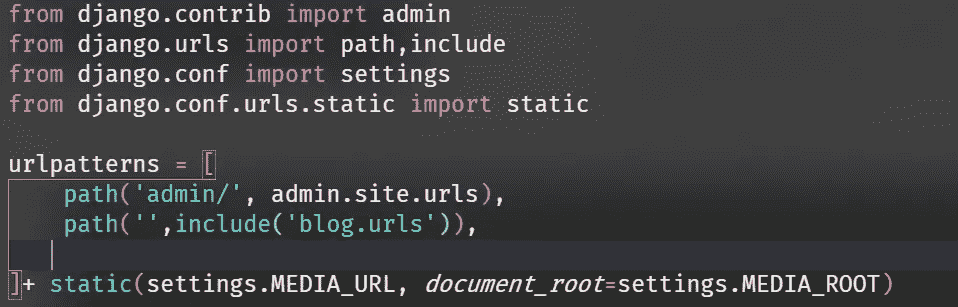 from django.contrib import admin
from django.urls import path,include
from django.conf import settings
from django.conf.urls.static import static
urlpatterns = [
    path('admin/', admin.site.urls),
    path('',include('blog.urls')),
]+ static(settings.MEDIA_URL, document_root=settings.MEDIA_ROOT)